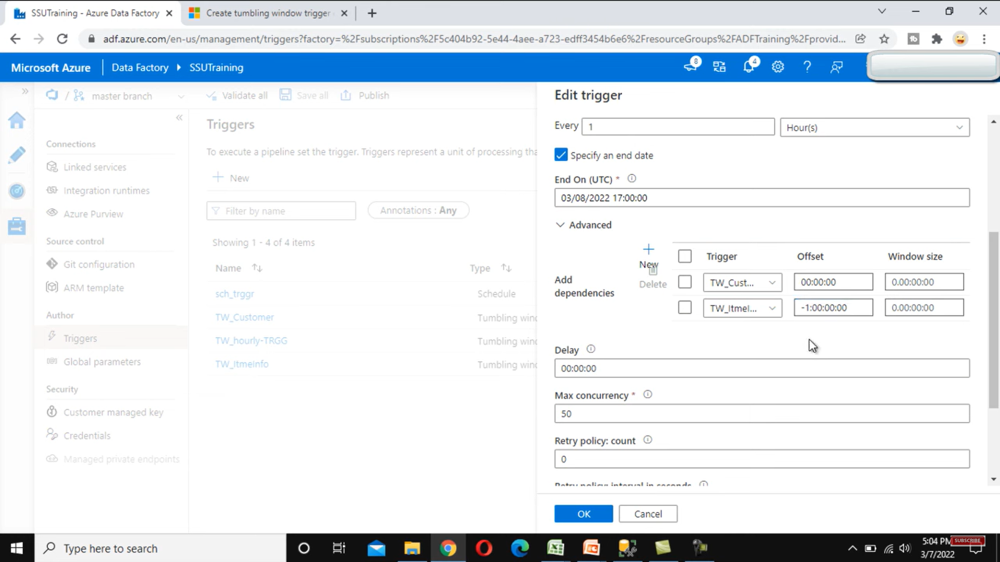 SSUTraining - Azure Data Factory
Create tumbling window trigger
adf.azure.com/en-us/management/triggers?factory=%2Fsubscriptions%2F5c404b92-5e44-4aee-a723-edff3454b6e6%2FresourceGroups%2FADFTraining%2Fprovid...
Microsoft Azure
Data Factory
SSUTraining
8
4
/ master branch
Validate all
Save all
Publish
Connections
Linked services
Integration runtimes
Azure Purview
Source control
Git configuration
ARM template
Author
Triggers
Global parameters
Security
Customer managed key
Credentials
Managed private endpoints
Triggers
To execute a pipeline set the trigger. Triggers represent a unit of processing tha
New
Filter by name
Annotations : Any
Showing 1 - 4 of 4 items
Name Type
sch_trggr Schedule
TW_Customer Tumbling wind
TW_hourly-TRGG Tumbling wind
TW_ItmeInfo Tumbling wind
Edit trigger
Every 1 Hour(s)
Specify an end date
End On (UTC) *
03/08/2022 17:00:00
Advanced
Add dependencies
New
Delete
Trigger Offset Window size
TW_Cust... 00:00:00 0.00:00:00
TW_ItmeI... -1:00:00:00 0.00:00:00
Delay
00:00:00
Max concurrency *
50
Retry policy: count
0
Retry policy: interval in seconds
OK
Cancel
Type here to search
5:04 PM
3/7/2022
SUBSCRIBE